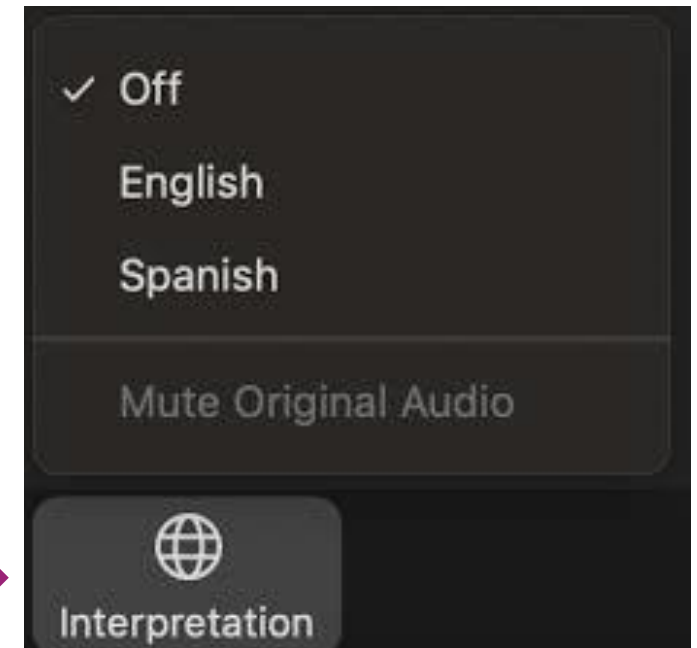 Off
English
Spanish
Mute Original Audio
Interpretation